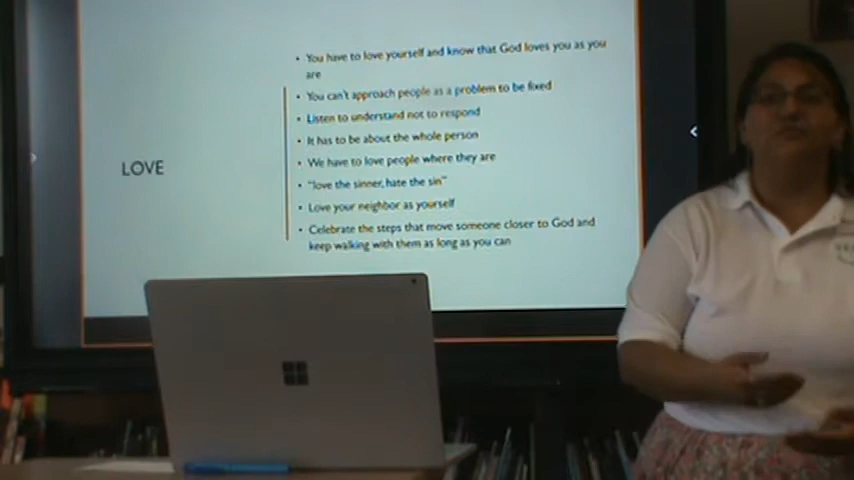 • You have to love yourself and know that God loves you as you
are
• You can't approach people as a problem to be fixed
• Listen to understand not to respond
• It has to be about the whole person
LOVE
• We have to love people where they are
• "love the sinner, hate the sin"
• Love your neighbor as yourself
• Celebrate the steps that move someone closer to God and
keep walking with them as long as you can